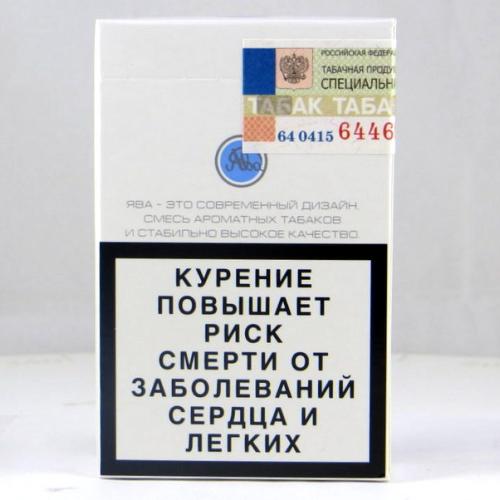 РОССИЙСКАЯ ФЕДЕРА
ТАБАЧНАЯ ПРОДУ
СПЕЦИАЛЬН
ТАБАК ТАБА
64 0415 6446
Ява
ЯВА - ЭТО СОВРЕМЕННЫЙ ДИЗАЙН,
СМЕСЬ АРОМАТНЫХ ТАБАКОВ
И СТАБИЛЬНО ВЫСОКОЕ КАЧЕСТВО.
КУРЕНИЕ
ПОВЫШАЕТ
РИСК
СМЕРТИ ОТ
ЗАБОЛЕВАНИЙ
СЕРДЦА И
ЛЕГКИХ